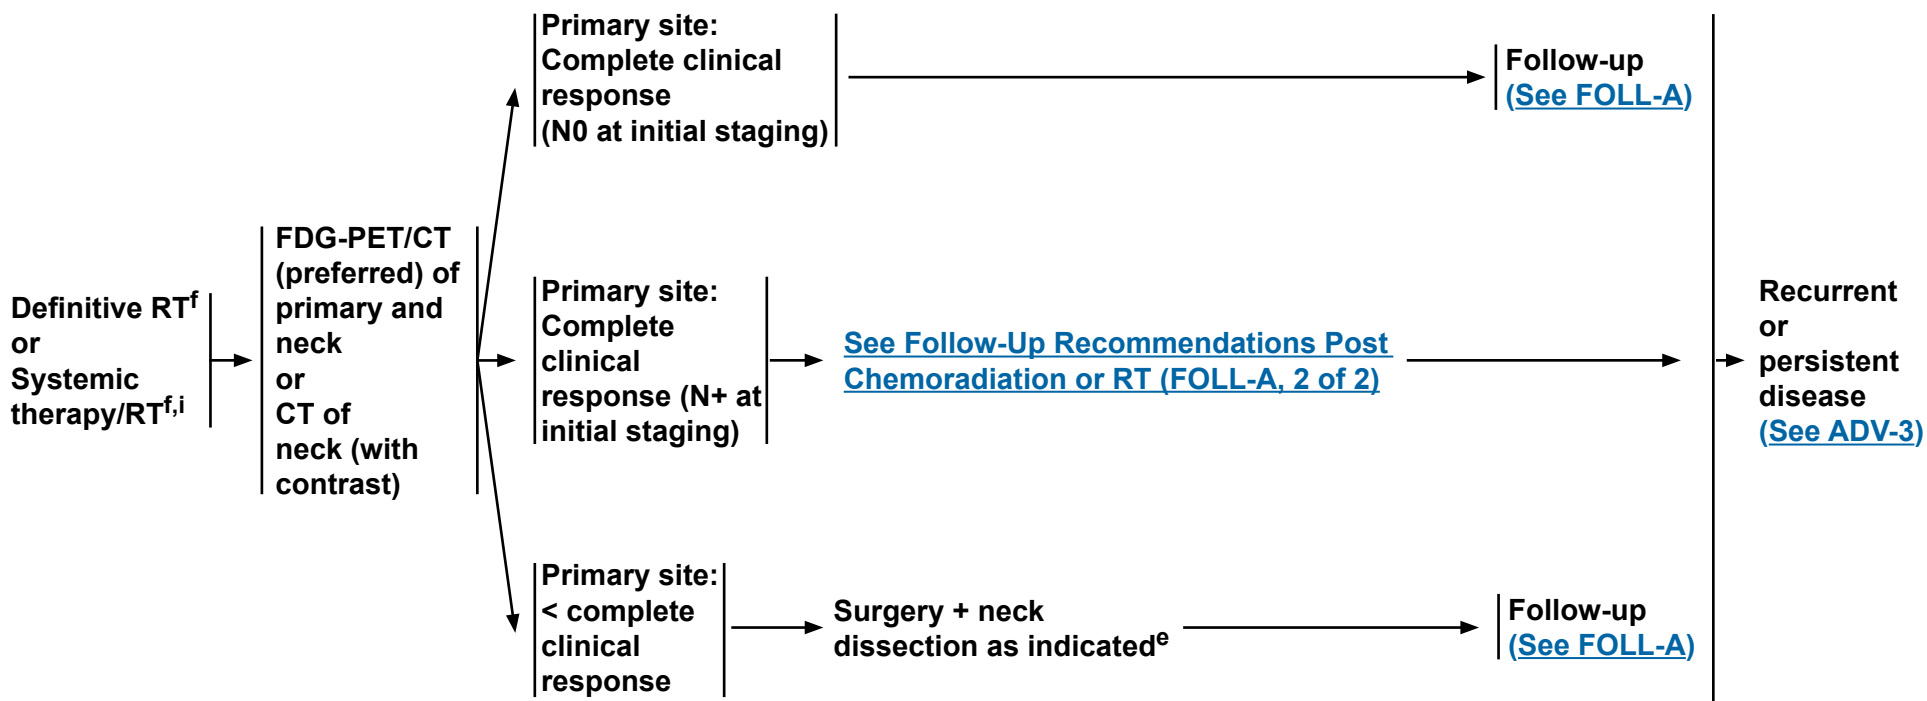 Definitive RTf
or
Systemic
therapy/RTf,i
FDG-PET/CT
(preferred) of
primary and
neck
or
CT of
neck (with
contrast)
Primary site:
Complete clinical
response
(N0 at initial staging)
Follow-up
(See FOLL-A)
Primary site:
Complete
clinical
response (N+ at
initial staging)
See Follow-Up Recommendations Post
Chemoradiation or RT (FOLL-A, 2 of 2)
Primary site:
< complete
clinical
response
Surgery + neck
dissection as indicatede
Follow-up
(See FOLL-A)
Recurrent
or
persistent
disease
(See ADV-3)